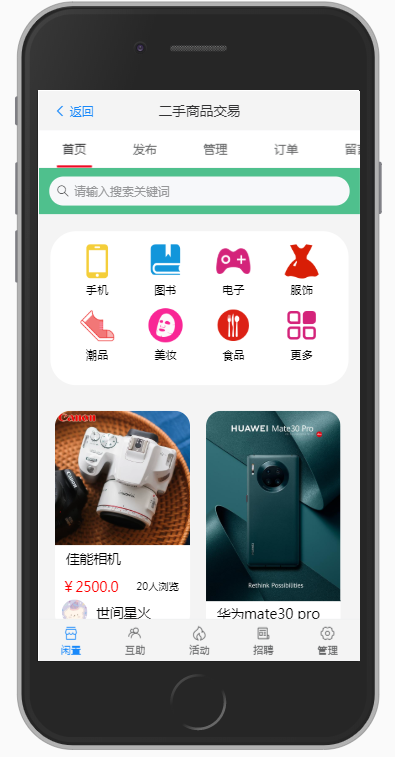 返回
二手商品交易
首页 发布 管理 订单
请输入搜索关键词
手机 图书 电子 服饰
潮品 美妆 食品 更多
Canon
HUAWEI Mate30 Pro
Rethink Possibilities
佳能相机
¥2500.0 20人浏览
世间星火
华为mate30 pro
闲置 互助 活动 招聘 管理